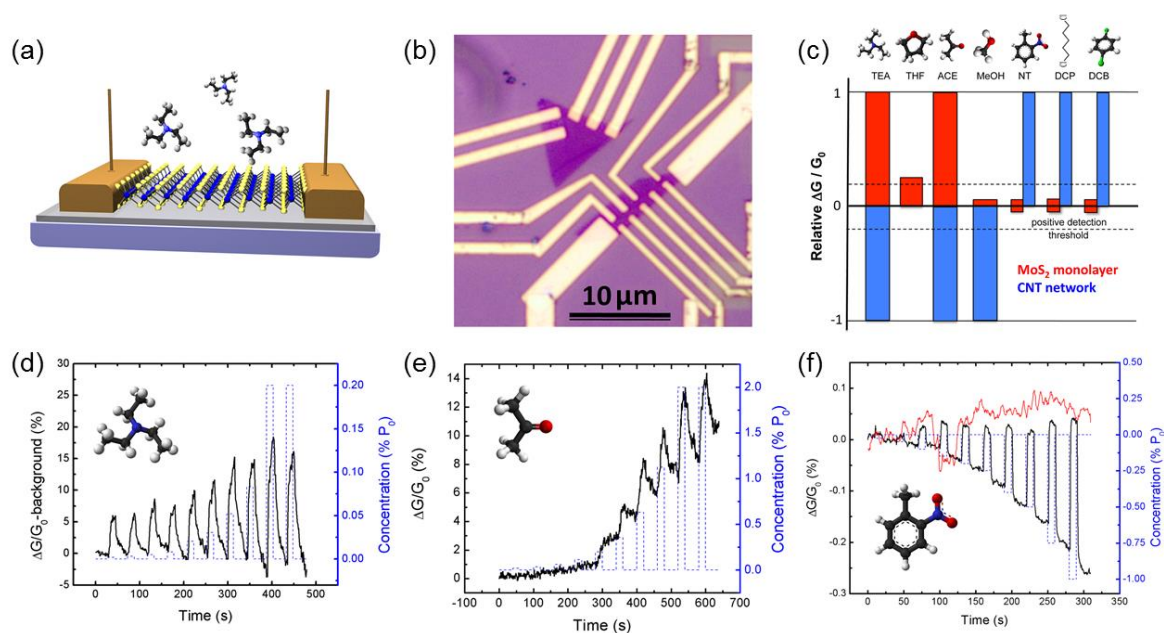 (a)
(b)
10 μm
(c)
TEA THF ACE MeOH NT DCP DCB
D
D
Relative ΔG / G₀
1
0
-1
positive detection
threshold
MoS₂ monolayer
CNT network
(d)
ΔG/G₀-background (%)
30
25
20
15
10
5
0
-5
0 100 200 300 400 500
Time (s)
0.20
0.15
0.10
0.05
0.00
Concentration (% P₀)
(e)
ΔG/G₀ (%)
14
12
10
8
6
4
2
0
-100 0 100 200 300 400 500 600 700
Time (s)
2.0
1.5
1.0
0.5
0.0
Concentration (% P₀)
(f)
ΔG/G₀ (%)
0.1
0.0
-0.1
-0.2
-0.3
0 50 100 150 200 250 300 350
Time (s)
0.50
0.25
0.00
-0.25
-0.50
-0.75
-1.00
Concentration (% P₀)